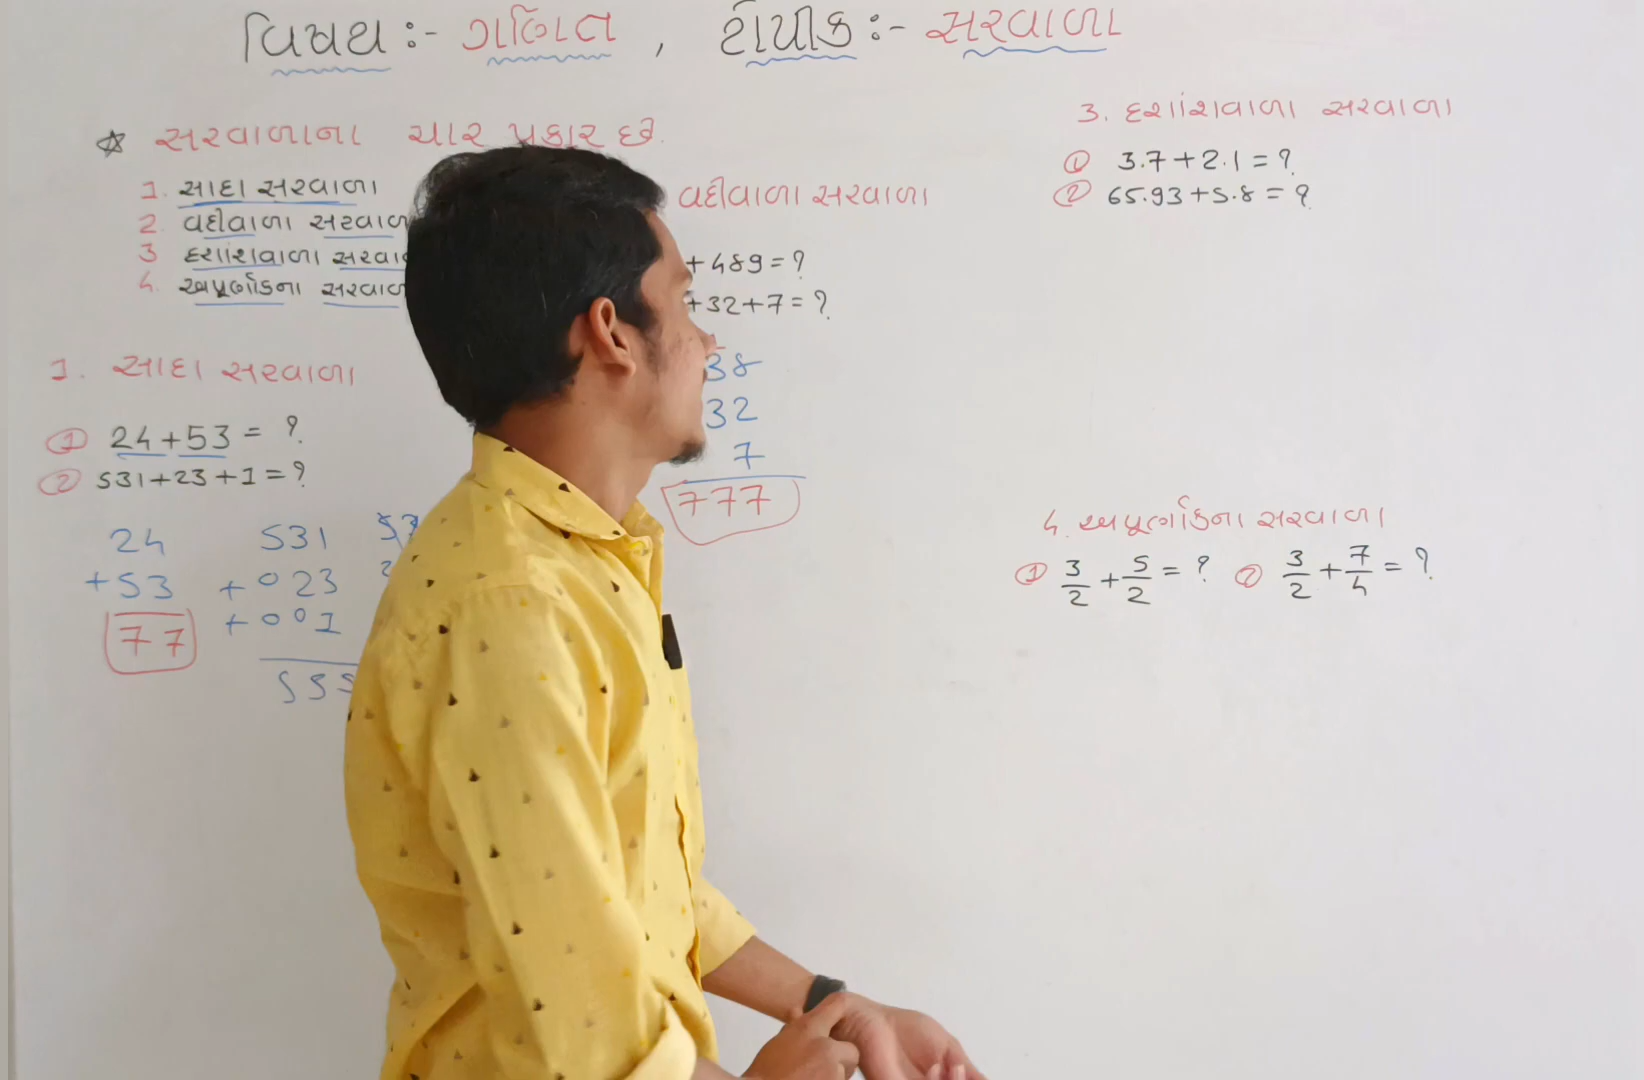 વિષય :- ગણિત , ટોપીક :- સરવાળા
☆ સરવાળાના ચાર પ્રકાર છે.
1. સાદા સરવાળા
2. વદીવાળા
3 દશાંશવાળા
4. અપૂર્ણાંકના
1. સાદા સરવાળા
① 24+53 = ?
② 531+23+1=?
24
+53
77
531
+ 023
+ 001
555
વદીવાળા સરવાળા
+489=?
+32+7=?
38
32
7
777
3. દશાંશવાળા સરવાળા
① 3.7+2.1=?
② 65.93+5.8=?
4. અપૂર્ણાંકના સરવાળા
① 3/2 + 5/2 = ? ② 3/2 + 7/4 = ?